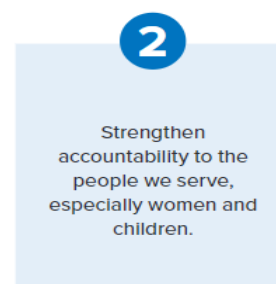 2
Strengthen
accountability to the
people we serve,
especially women and
children.